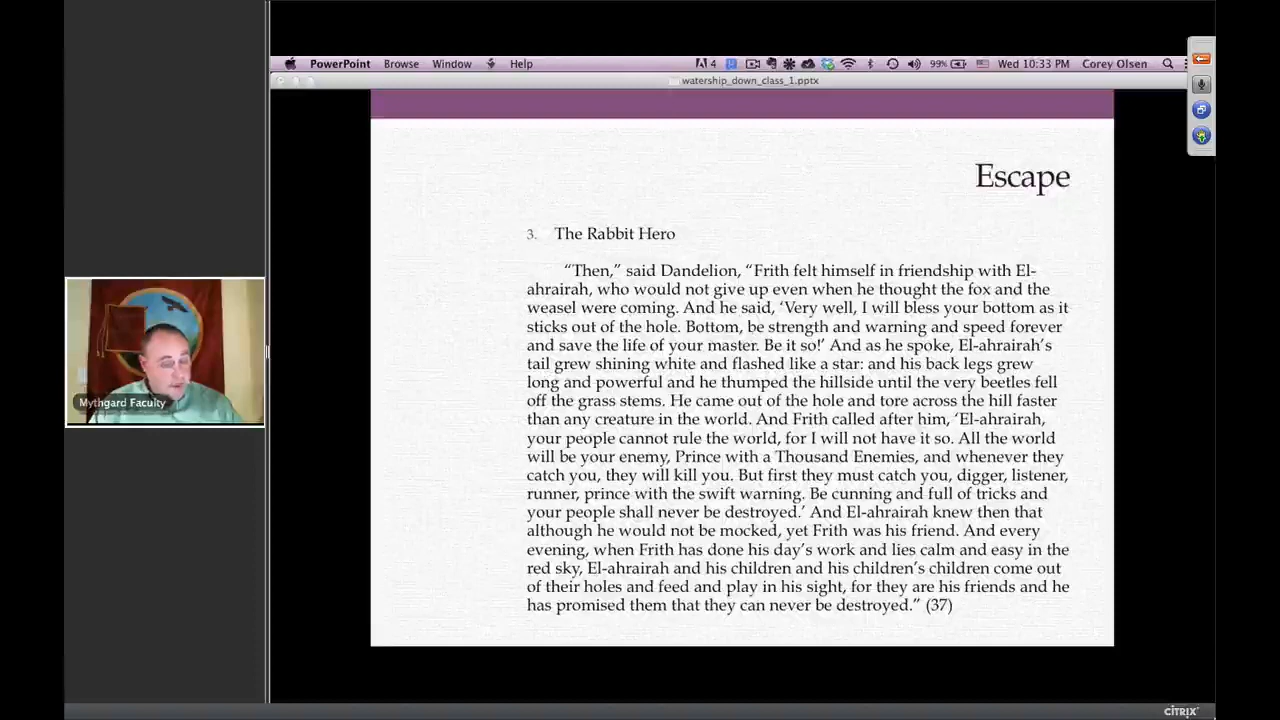 PowerPoint Browse Window Help 4 99% Wed 10:33 PM Corey Olsen
watership_down_class_1.pptx
Escape
3. The Rabbit Hero
“Then,” said Dandelion, “Frith felt himself in friendship with El-
ahrairah, who would not give up even when he thought the fox and the
weasel were coming. And he said, ‘Very well, I will bless your bottom as it
sticks out of the hole. Bottom, be strength and warning and speed forever
and save the life of your master. Be it so!’ And as he spoke, El-ahrairah’s
tail grew shining white and flashed like a star: and his back legs grew
long and powerful and he thumped the hillside until the very beetles fell
off the grass stems. He came out of the hole and tore across the hill faster
than any creature in the world. And Frith called after him, ‘El-ahrairah,
your people cannot rule the world, for I will not have it so. All the world
will be your enemy, Prince with a Thousand Enemies, and whenever they
catch you, they will kill you. But first they must catch you, digger, listener,
runner, prince with the swift warning. Be cunning and full of tricks and
your people shall never be destroyed.’ And El-ahrairah knew then that
although he would not be mocked, yet Frith was his friend. And every
evening, when Frith has done his day’s work and lies calm and easy in the
red sky, El-ahrairah and his children and his children’s children come out
of their holes and feed and play in his sight, for they are his friends and he
has promised them that they can never be destroyed.” (37)
Mythgard Faculty
CITRIX